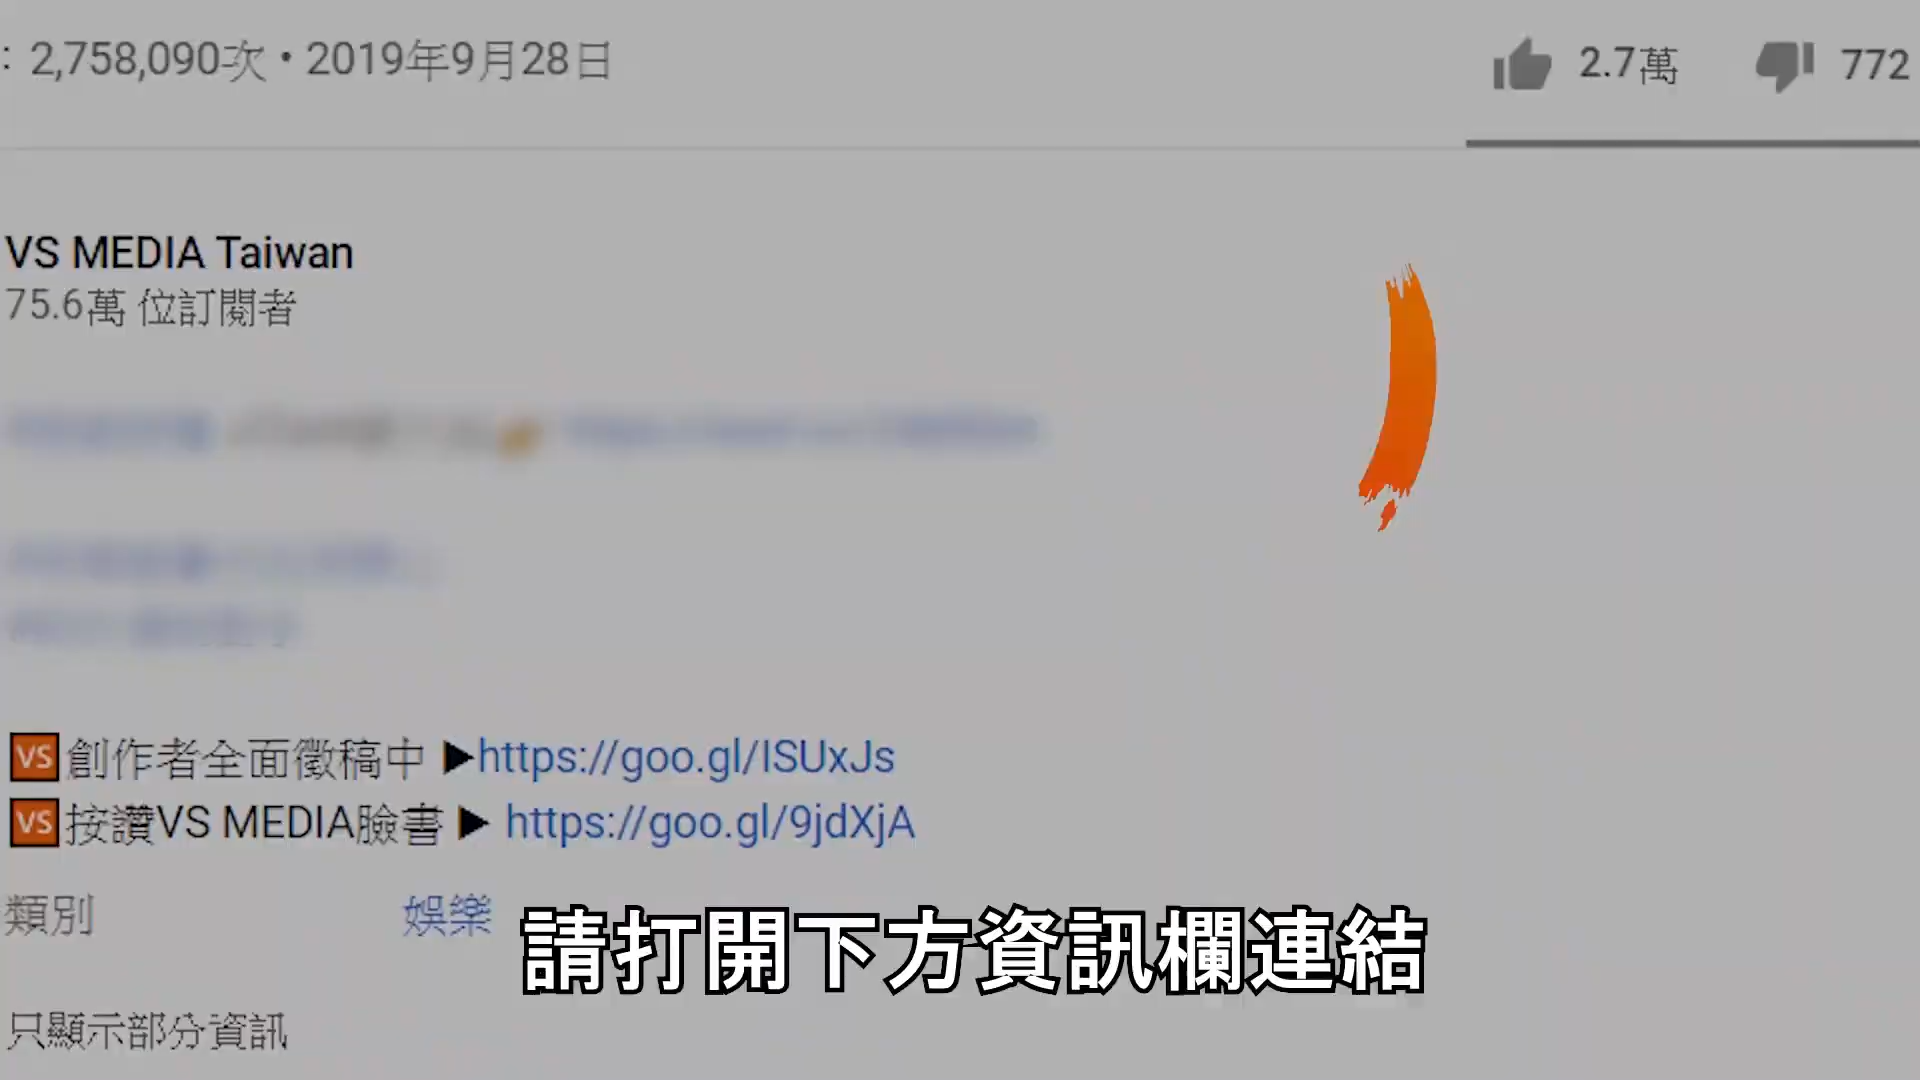 : 2,758,090次 • 2019年9月28日
2.7萬
772
VS MEDIA Taiwan
75.6萬 位訂閱者
VS創作者全面徵稿中 ▶https://goo.gl/ISUxJs
VS按讚VS MEDIA臉書 ▶ https://goo.gl/9jdXjA
類別 娛樂
請打開下方資訊欄連結
只顯示部分資訊